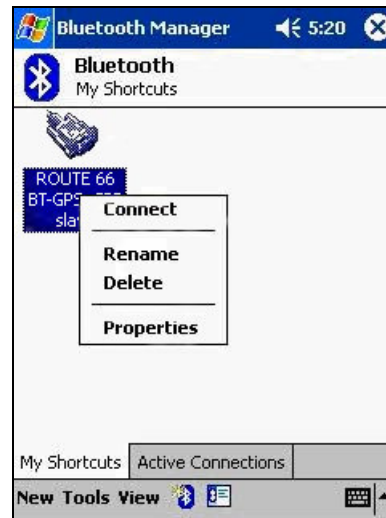 Bluetooth Manager 5:20
Bluetooth
My Shortcuts
ROUTE 66
BT-GPS
Connect
Rename
Delete
Properties
My Shortcuts Active Connections
New Tools View